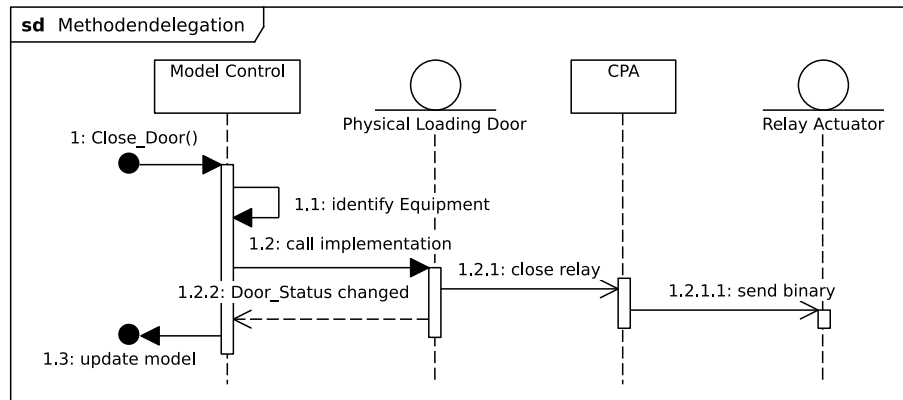 sd Methodendelegation
Model Control
CPA
Physical Loading Door
Relay Actuator
1: Close_Door()
1.1: identify Equipment
1.2: call implementation
1.2.1: close relay
1.2.2: Door_Status changed
1.2.1.1: send binary
1.3: update model